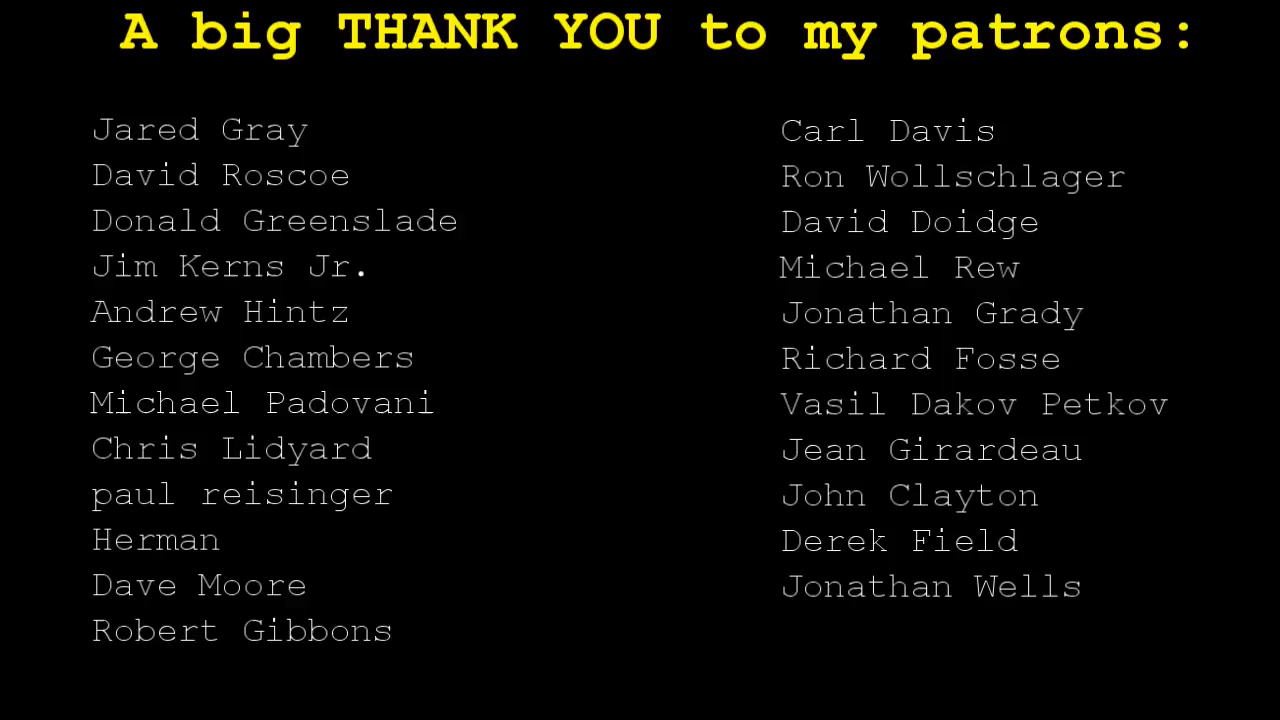 A big THANK YOU to my patrons:
Jared Gray
David Roscoe
Donald Greenslade
Jim Kerns Jr.
Andrew Hintz
George Chambers
Michael Padovani
Chris Lidyard
paul reisinger
Herman
Dave Moore
Robert Gibbons
Carl Davis
Ron Wollschlager
David Doidge
Michael Rew
Jonathan Grady
Richard Fosse
Vasil Dakov Petkov
Jean Girardeau
John Clayton
Derek Field
Jonathan Wells